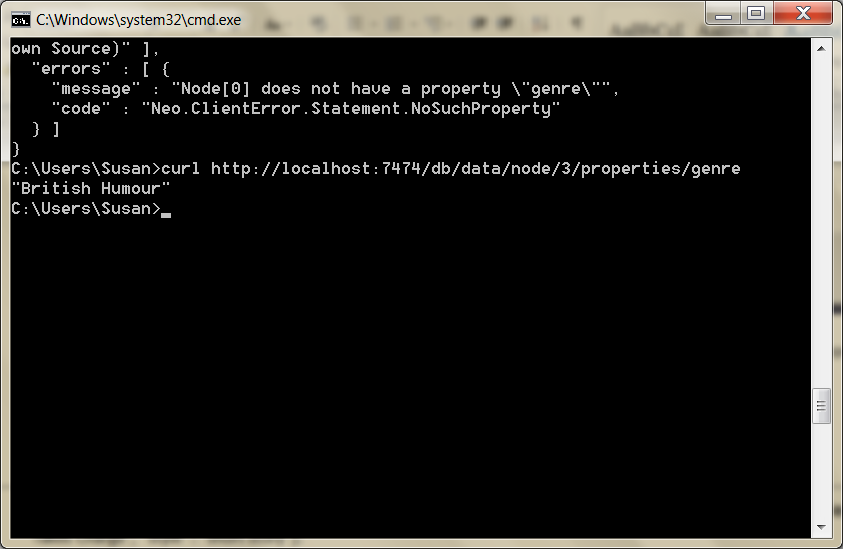 C:\Windows\system32\cmd.exe
own Source)" ],
  "errors" : [ {
    "message" : "Node[0] does not have a property \"genre\"",
    "code" : "Neo.ClientError.Statement.NoSuchProperty"
  } ]
}
C:\Users\Susan>curl http://localhost:7474/db/data/node/3/properties/genre
"British Humour"
C:\Users\Susan>